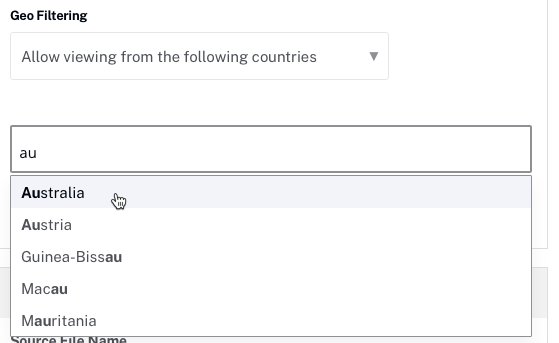 Geo Filtering
Allow viewing from the following countries
au
Australia
Austria
Guinea-Bissau
Macau
Mauritania
Source File Name